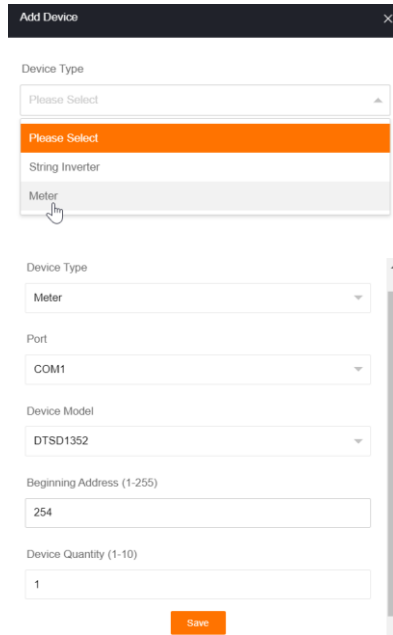 Add Device
Device Type
Please Select
Please Select
String Inverter
Meter
Device Type
Meter
Port
COM1
Device Model
DTSD1352
Beginning Address (1-255)
254
Device Quantity (1-10)
1
Save